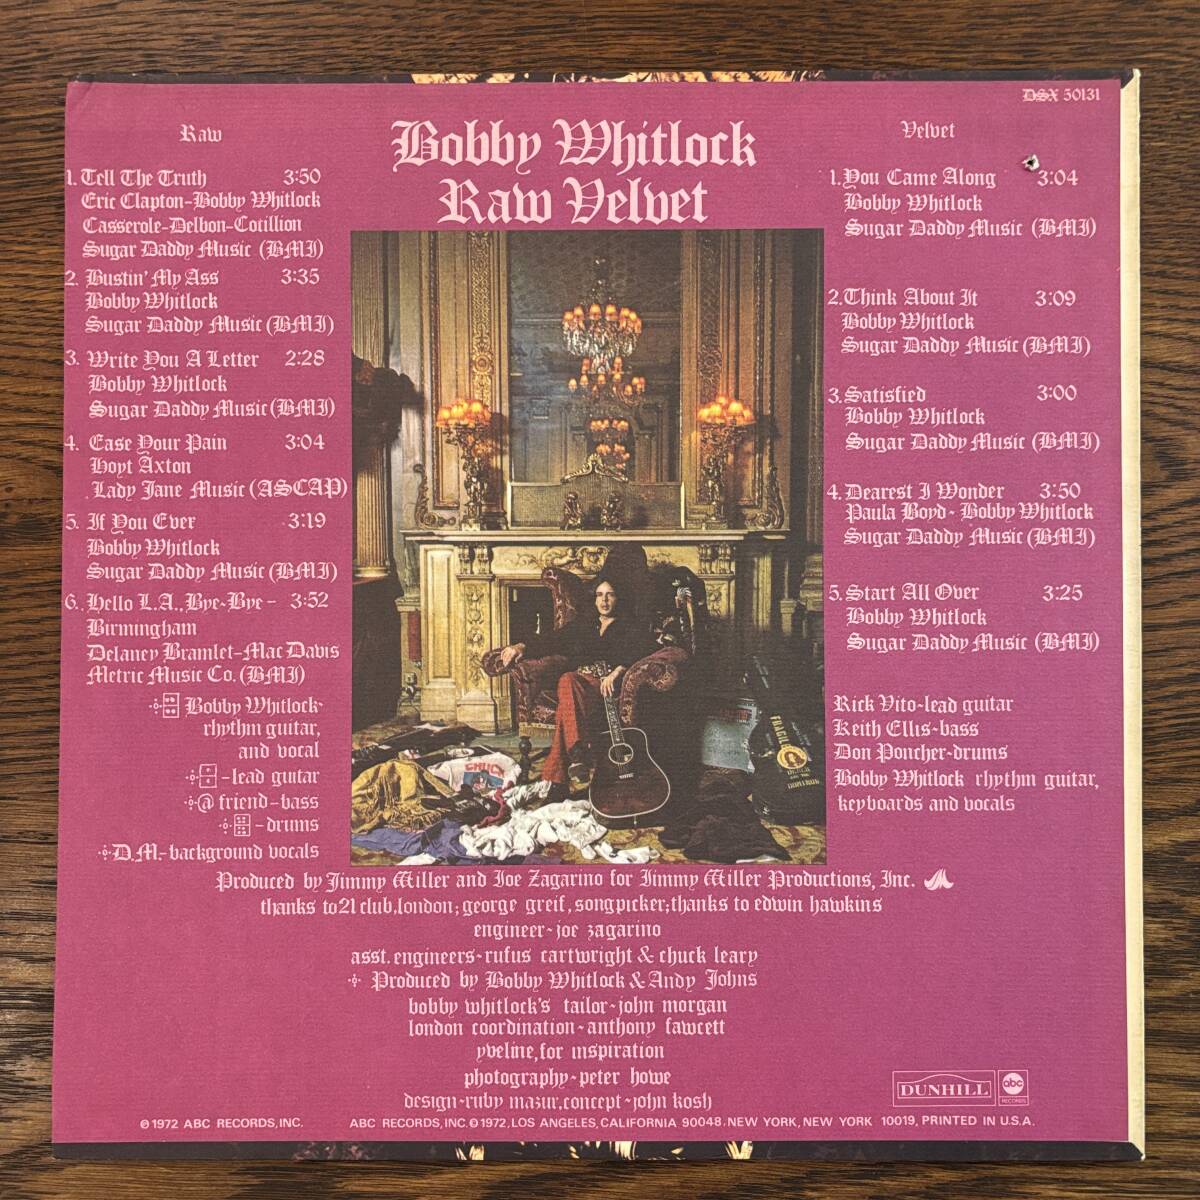 DSX 50131
Bobby Whitlock
Raw Velvet
Raw
1. Tell The Truth 3:50
Eric Clapton-Bobby Whitlock
Casserole-Delbon-Cotillion
Sugar Daddy Music (BMI)
2. Bustin' My Ass 3:35
Bobby Whitlock
Sugar Daddy Music (BMI)
3. Write You A Letter 2:28
Bobby Whitlock
Sugar Daddy Music (BMI)
4. Ease Your Pain 3:04
Hoyt Axton
Lady Jane Music (ASCAP)
5. If You Ever 3:19
Bobby Whitlock
Sugar Daddy Music (BMI)
6. Hello L.A., Bye-Bye- 3:52
Birmingham
Delaney Bramlet-Mac Davis
Metric Music Co. (BMI)
Bobby Whitlock-
rhythm guitar,
and vocal
-lead guitar
@ friend-bass
-drums
D.M.-background vocals
Velvet
1. You Came Along 3:04
Bobby Whitlock
Sugar Daddy Music (BMI)
2. Think About It 3:09
Bobby Whitlock
Sugar Daddy Music (BMI)
3. Satisfied 3:00
Bobby Whitlock
Sugar Daddy Music (BMI)
4. Dearest I Wonder 3:50
Paula Boyd-Bobby Whitlock
Sugar Daddy Music (BMI)
5. Start All Over 3:25
Bobby Whitlock
Sugar Daddy Music (BMI)
Rick Vito-lead guitar
Keith Ellis-bass
Don Poncher-drums
Bobby Whitlock rhythm guitar,
keyboards and vocals
CHUCK
FRAGILE
Produced by Jimmy Miller and Joe Zagarino for Jimmy Miller Productions, Inc.
thanks to 21 club, london; george greif, songpicker; thanks to edwin hawkins
engineer-joe zagarino
asst. engineers-rufus cartwright & chuck leary
Produced by Bobby Whitlock & Andy Johns
bobby whitlock's tailor-john morgan
london coordination-anthony fawcett
yveline, for inspiration
photography-peter howe
design-ruby mazur, concept-john kosh
DUNHILL
abc
RECORDS
©1972 ABC RECORDS, INC. ABC RECORDS, INC. ©1972, LOS ANGELES, CALIFORNIA 90048. NEW YORK, NEW YORK 10019, PRINTED IN U.S.A.